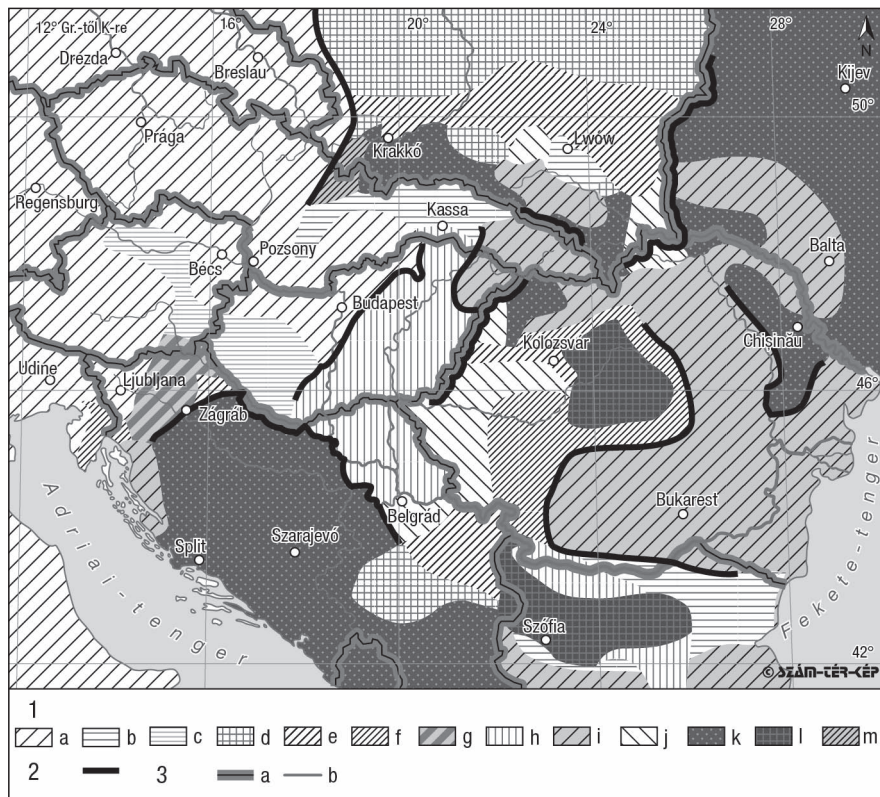 12° Gr.-től K-re
16°
20°
24°
28°
N
Drezda
Breslau
Kijev
50°
Prága
Krakkó
Lwów
Regensburg
Kassa
Bécs
Pozsony
Balta
Budapest
Kolozsvár
Chișinău
Udine
Ljubljana
46°
Zágráb
Belgrád
Bukarest
Split
Szarajevó
Szófia
Adriai-tenger
Fekete-tenger
42°
© SZÁM-TÉR-KÉP
1
a b c d e f g h i j k l m
2 3 a b